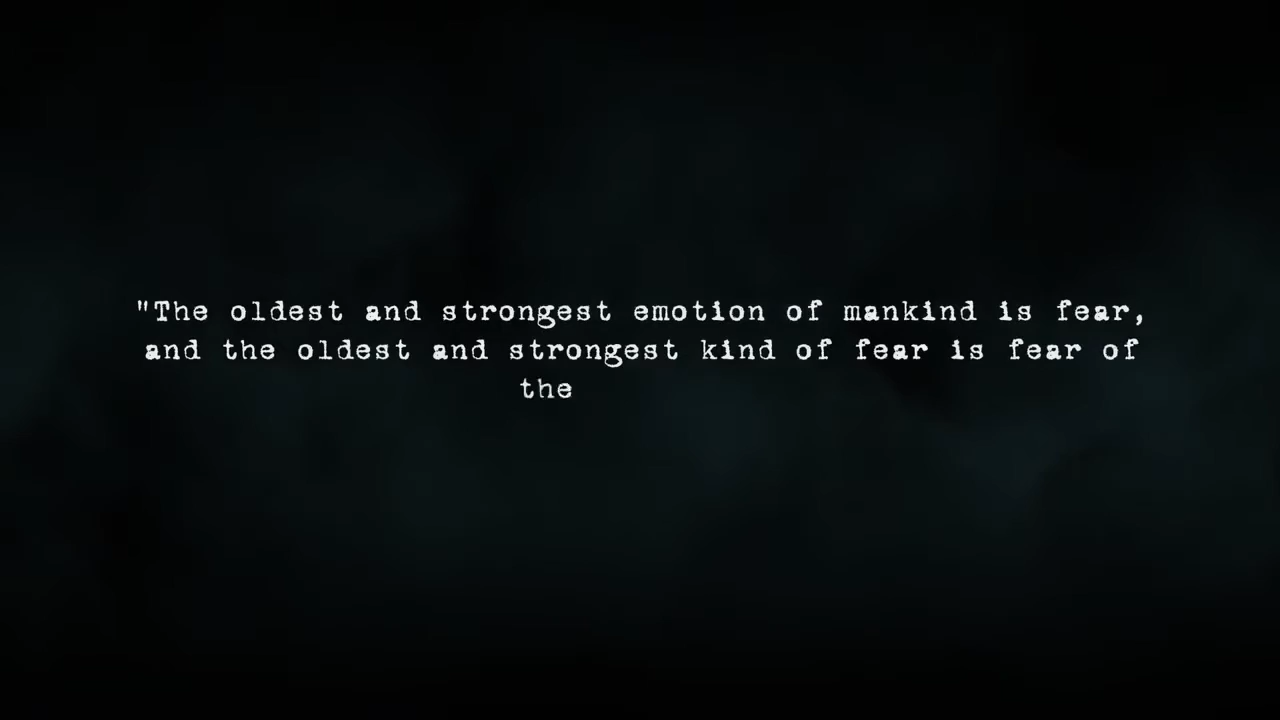 "The oldest and strongest emotion of mankind is fear,
and the oldest and strongest kind of fear is fear of
the